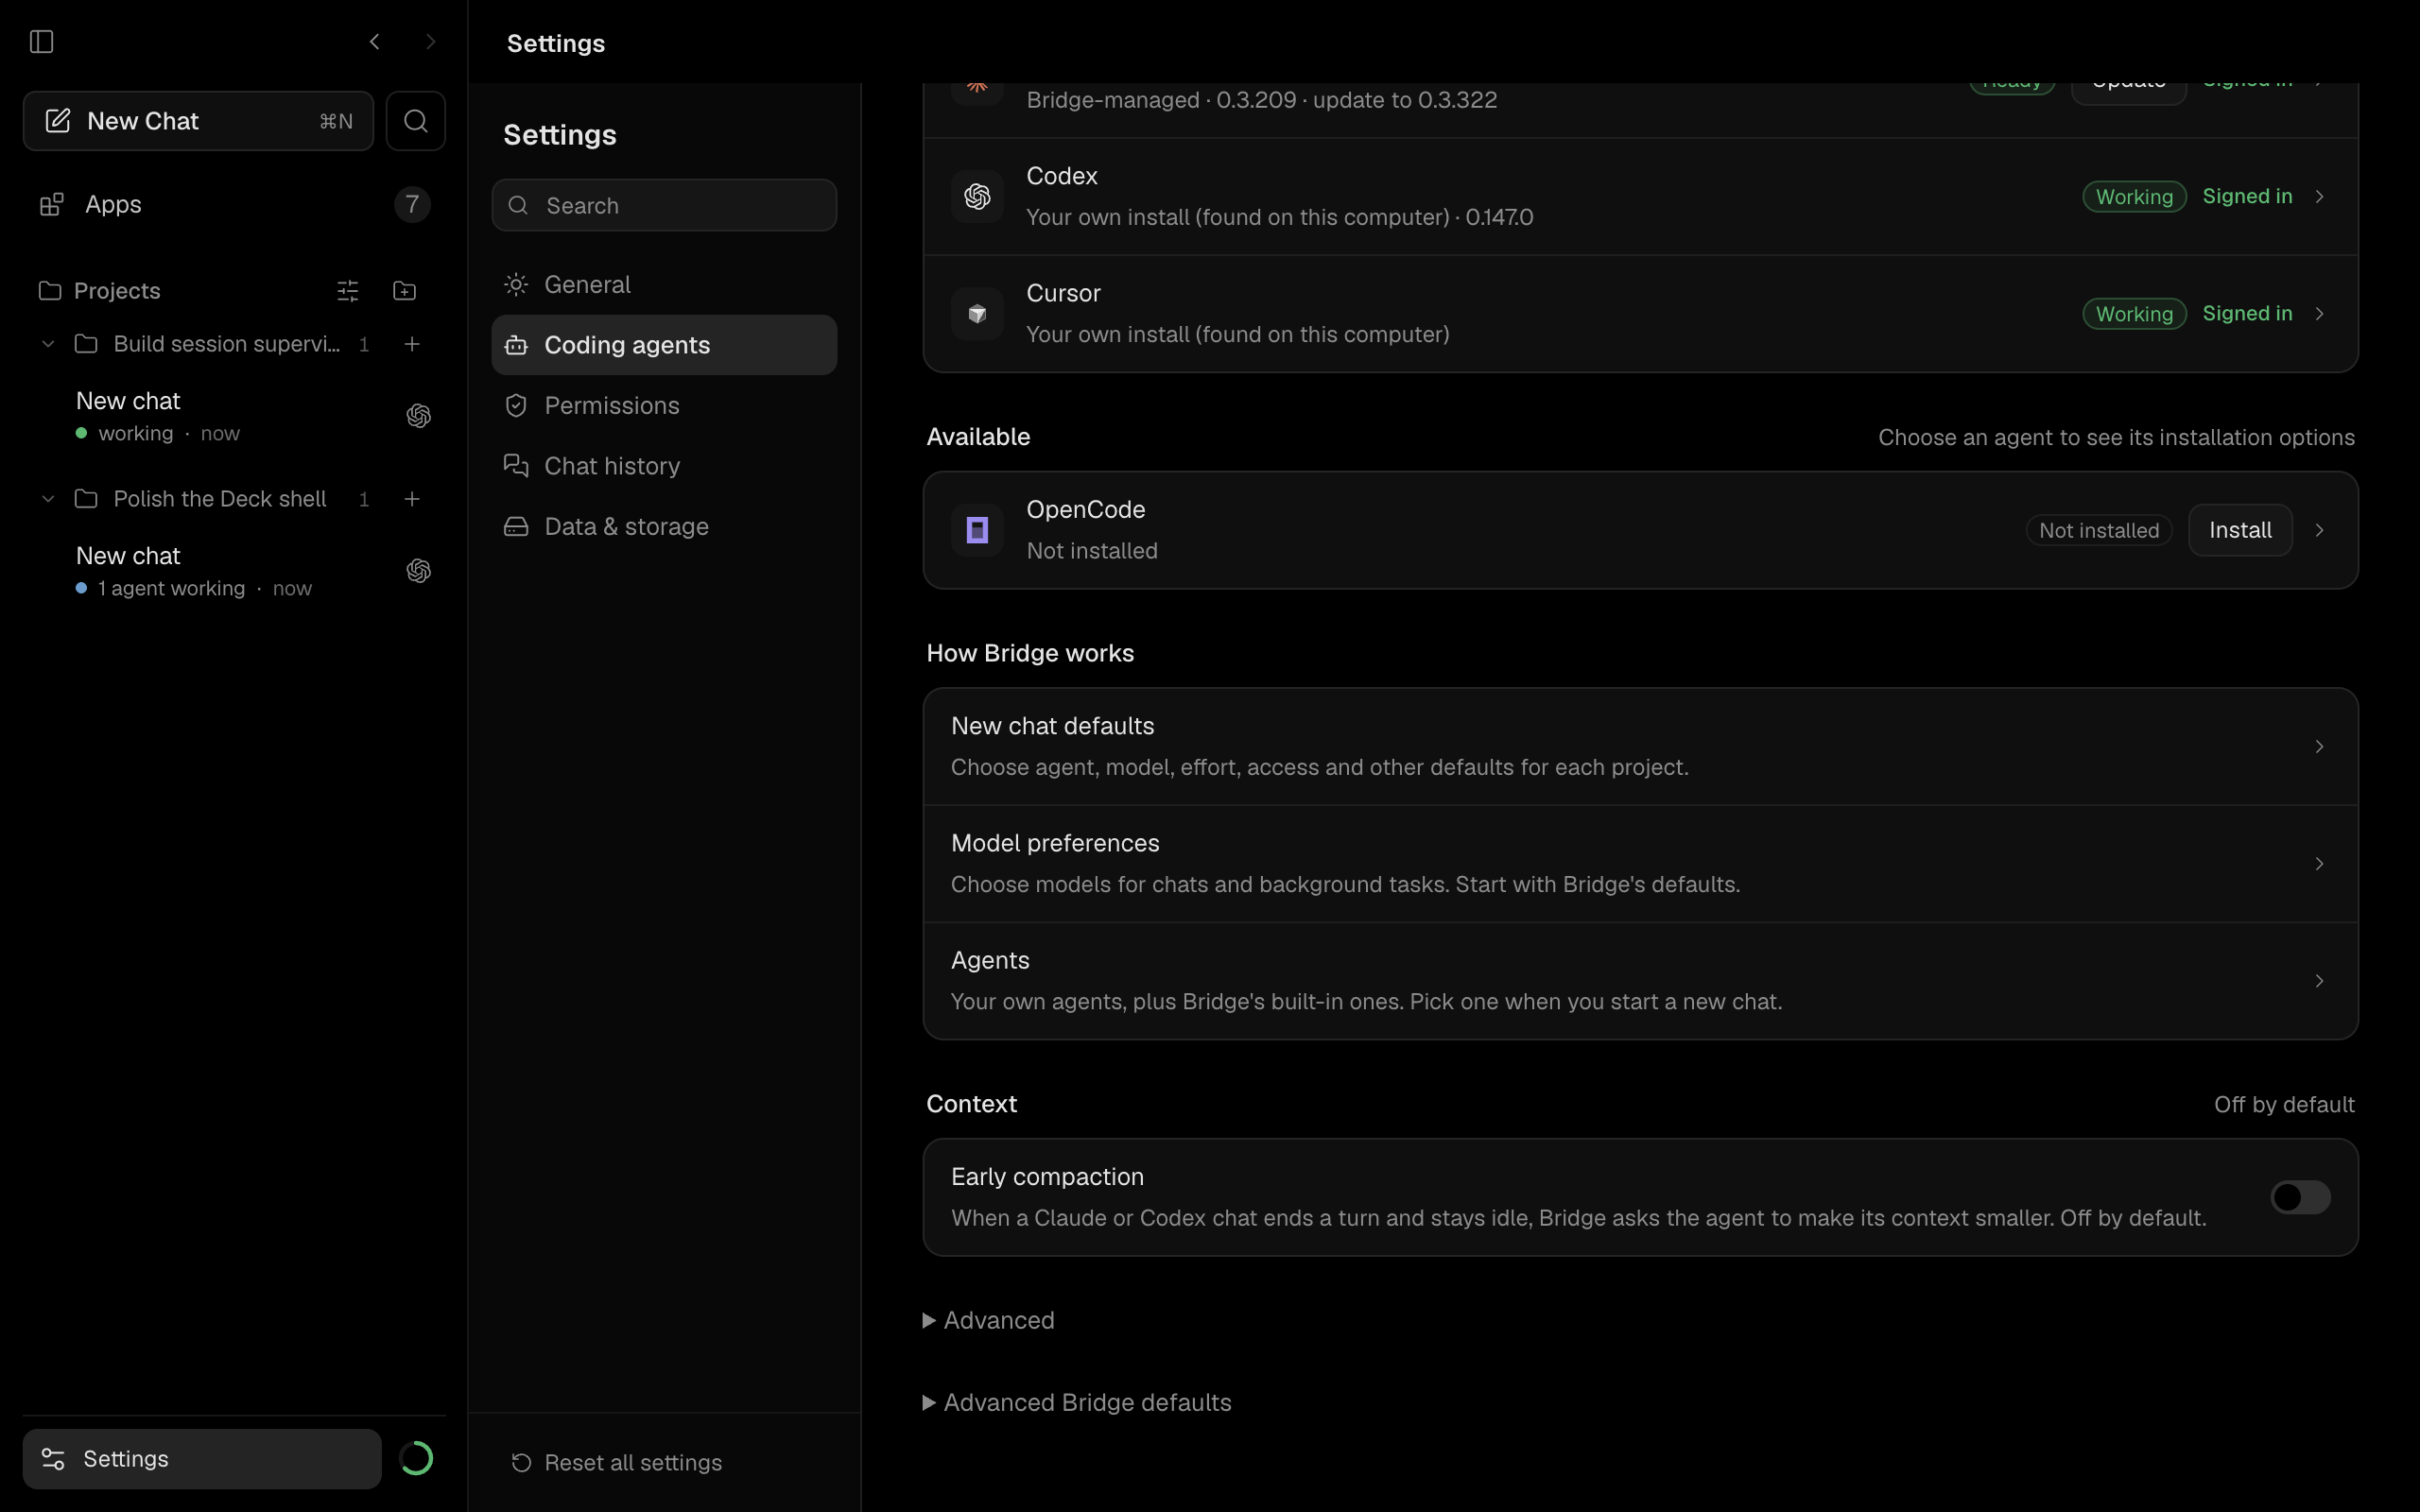 Settings
New Chat ⌘N
Apps 7
Projects
Build session supervi... 1
New chat
working · now
Polish the Deck shell 1
New chat
1 agent working · now
Settings
Settings
Search
General
Coding agents
Permissions
Chat history
Data & storage
Reset all settings
Ready Update Signed in
Bridge-managed · 0.3.209 · update to 0.3.322
Codex
Your own install (found on this computer) · 0.147.0
Working Signed in
Cursor
Your own install (found on this computer)
Working Signed in
Available
Choose an agent to see its installation options
OpenCode
Not installed
Not installed Install
How Bridge works
New chat defaults
Choose agent, model, effort, access and other defaults for each project.
Model preferences
Choose models for chats and background tasks. Start with Bridge's defaults.
Agents
Your own agents, plus Bridge's built-in ones. Pick one when you start a new chat.
Context
Off by default
Early compaction
When a Claude or Codex chat ends a turn and stays idle, Bridge asks the agent to make its context smaller. Off by default.
Advanced
Advanced Bridge defaults